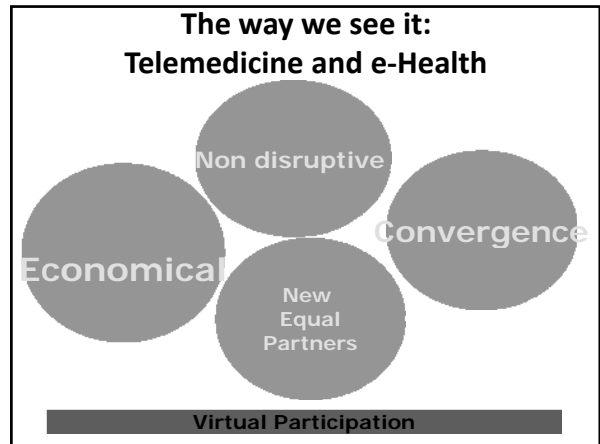 The way we see it:
Telemedicine and e-Health
Non disruptive
Convergence
Economical
New
Equal
Partners
Virtual Participation